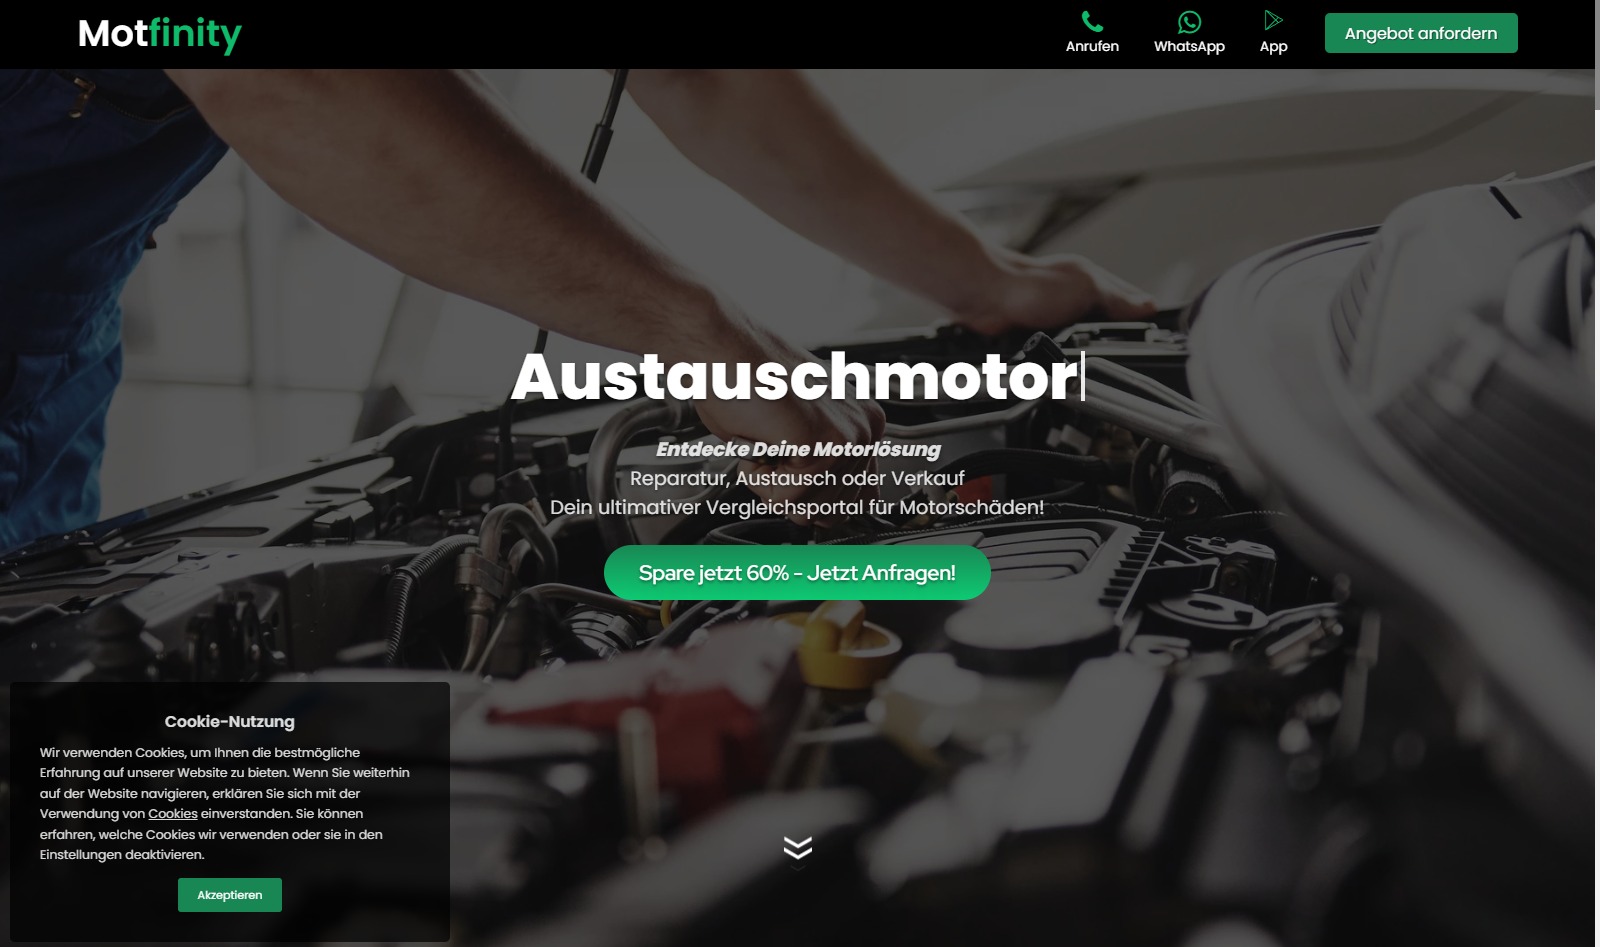 Motfinity
Anrufen
WhatsApp
App
Angebot anfordern
Austauschmotor
Entdecke Deine Motorlösung
Reparatur, Austausch oder Verkauf
Dein ultimativer Vergleichsportal für Motorschäden!
Spare jetzt 60% - Jetzt Anfragen!
Cookie-Nutzung
Wir verwenden Cookies, um Ihnen die bestmögliche
Erfahrung auf unserer Website zu bieten. Wenn Sie weiterhin
auf der Website navigieren, erklären Sie sich mit der
Verwendung von Cookies einverstanden. Sie können
erfahren, welche Cookies wir verwenden oder sie in den
Einstellungen deaktivieren.
Akzeptieren